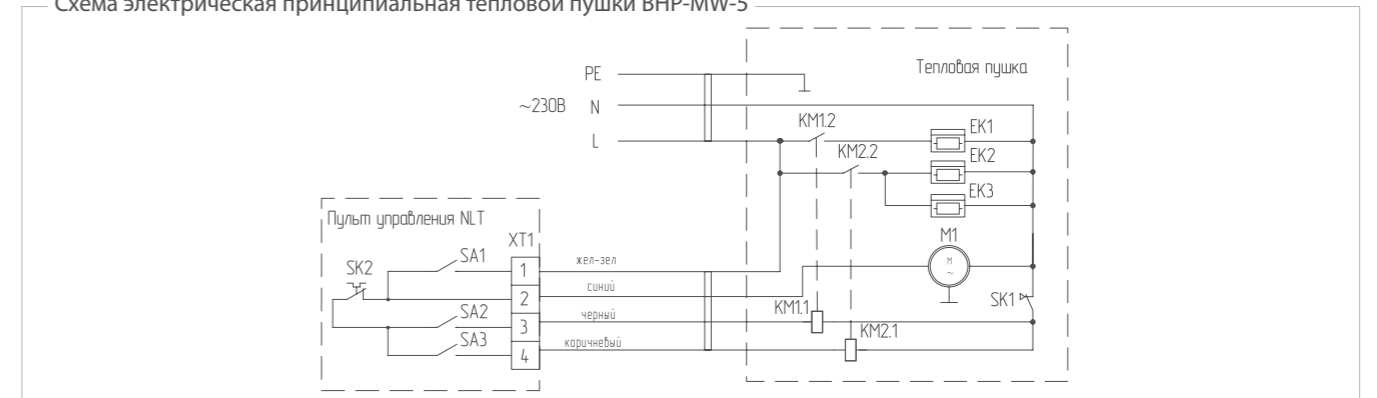 Схема электрическая принципиальная тепловой пушки BHP-MW-5
Тепловая пушка
PE
~230В N
L
KM1.2
EK1
KM2.2
EK2
EK3
M1
M
~
SK1
KM1.1
KM2.1
Пульт управления NLT
XT1
SK2
SA1
1
жел-зел
2
синий
SA2
3
черный
SA3
4
коричневый